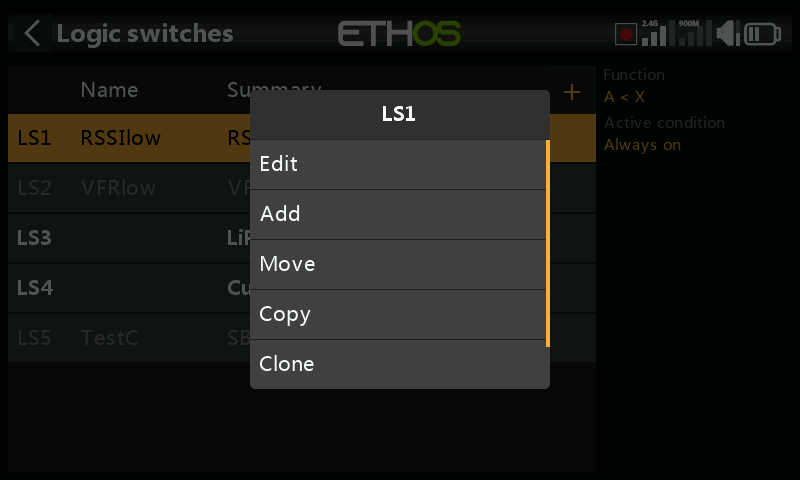 Logic switches
ETHOS
2.4G
900M
Name
Summary
+
Function
A < X
Active condition
Always on
LS1
RSSIlow
RS
LS2
VFRlow
VF
LS3
LiP
LS4
Cu
LS5
TestC
SB
LS1
Edit
Add
Move
Copy
Clone